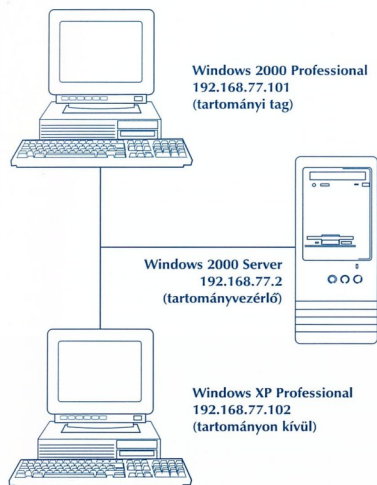 Windows 2000 Professional
192.168.77.101
(tartományi tag)
Windows 2000 Server
192.168.77.2
(tartományvezérlő)
Windows XP Professional
192.168.77.102
(tartományon kívül)